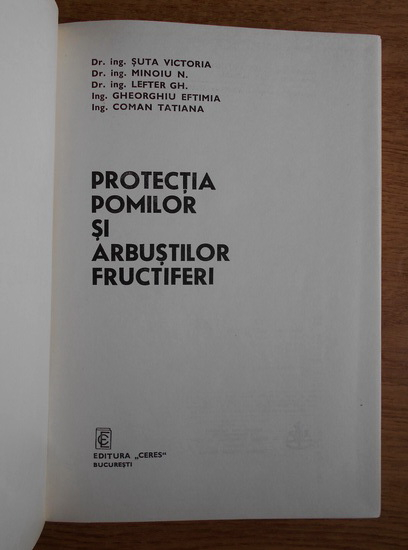 Dr. ing. ȘUTA VICTORIA
Dr. ing. MINOIU N.
Dr. ing. LEFTER GH.
Ing. GHEORGHIU EFTIMIA
Ing. COMAN TATIANA
PROTECȚIA
POMILOR
ȘI
ARBUȘTILOR
FRUCTIFERI
EDITURA „CERES"
BUCUREȘTI